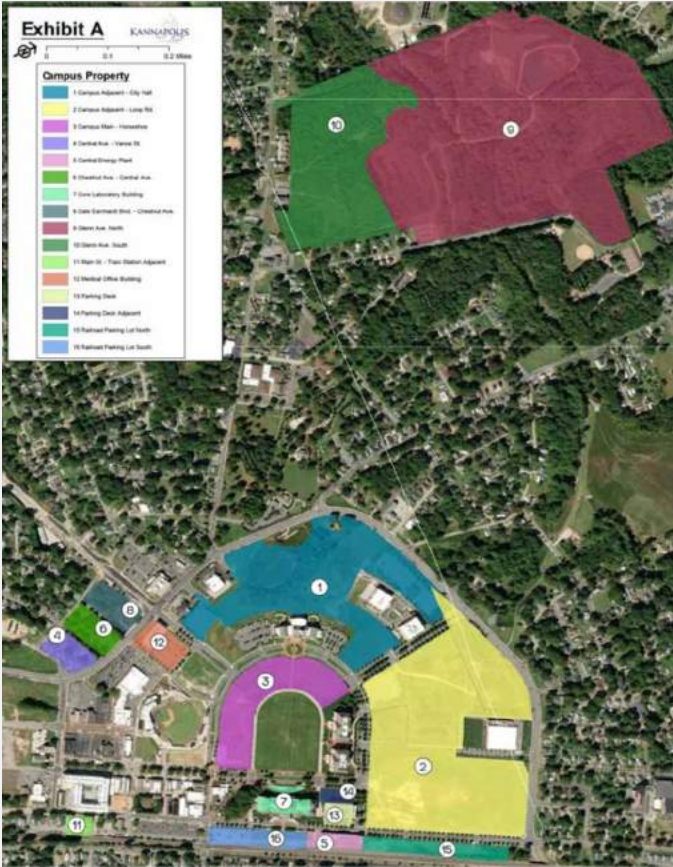 Exhibit A
KANNAPOLIS
0 0.1 0.2 Miles
Campus Property
1 Campus Adjacent - City Hall
2 Campus Adjacent - Loop Rd
3 Campus Main - Horseshoe
4 Central Ave. - Vance St
5 Central Energy Plant
6 Chestnut Ave. - Central Ave.
7 Core Laboratory Building
8 Dale Earnhardt Blvd. - Chestnut Ave.
9 Glenn Ave. North
10 Glenn Ave. South
11 Main St. - Train Station Adjacent
12 Medical Office Building
13 Parking Deck
14 Parking Deck Adjacent
15 Railroad Parking Lot North
16 Railroad Parking Lot South
10
9
1
8
6
4
12
3
2
14
7
13
11
16
5
15